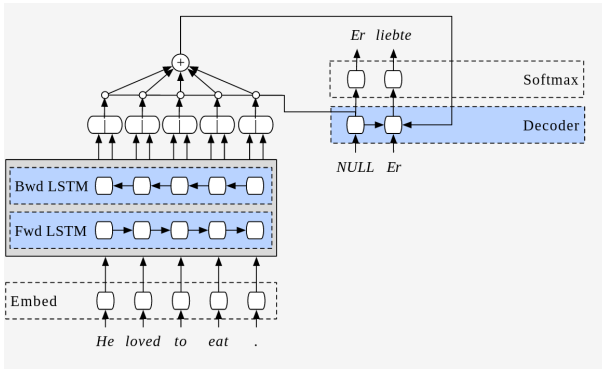 Er liebte
+
Softmax
Decoder
NULL Er
Bwd LSTM
Fwd LSTM
Embed
He loved to eat .